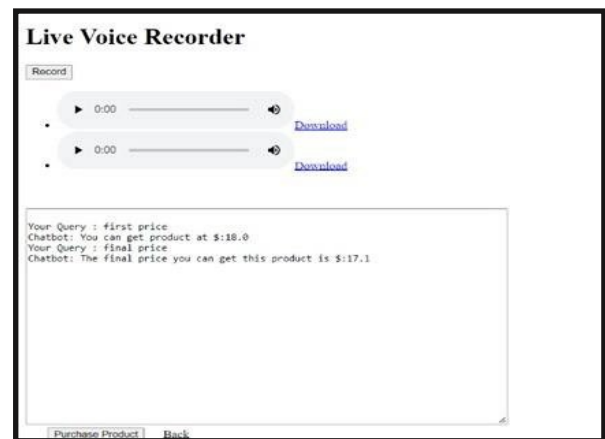 Live Voice Recorder
Record
0:00
Download
0:00
Download
Your Query : first price
Chatbot: You can get product at $:18.0
Your Query : final price
Chatbot: The final price you can get this product is $:17.1
Purchase Product Back